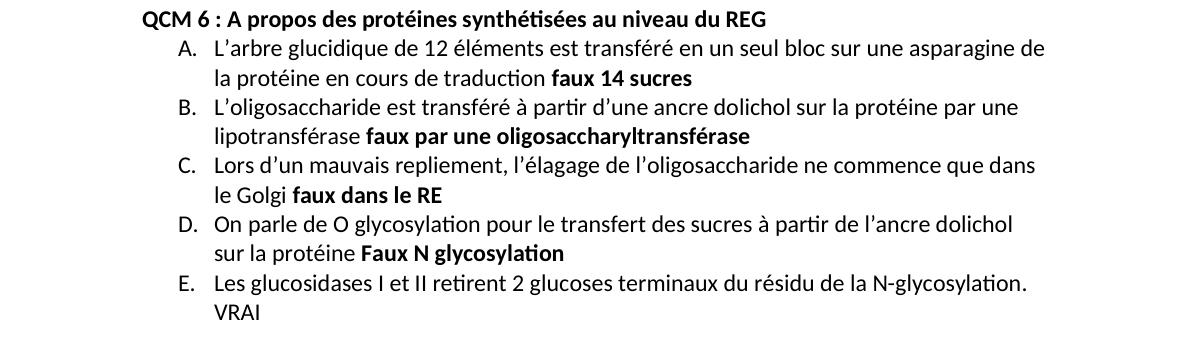 QCM 6 : A propos des protéines synthétisées au niveau du REG
A. L’arbre glucidique de 12 éléments est transféré en un seul bloc sur une asparagine de
la protéine en cours de traduction faux 14 sucres
B. L’oligosaccharide est transféré à partir d’une ancre dolichol sur la protéine par une
lipotransférase faux par une oligosaccharyltransférase
C. Lors d’un mauvais repliement, l’élagage de l’oligosaccharide ne commence que dans
le Golgi faux dans le RE
D. On parle de O glycosylation pour le transfert des sucres à partir de l’ancre dolichol
sur la protéine Faux N glycosylation
E. Les glucosidases I et II retirent 2 glucoses terminaux du résidu de la N-glycosylation.
VRAI